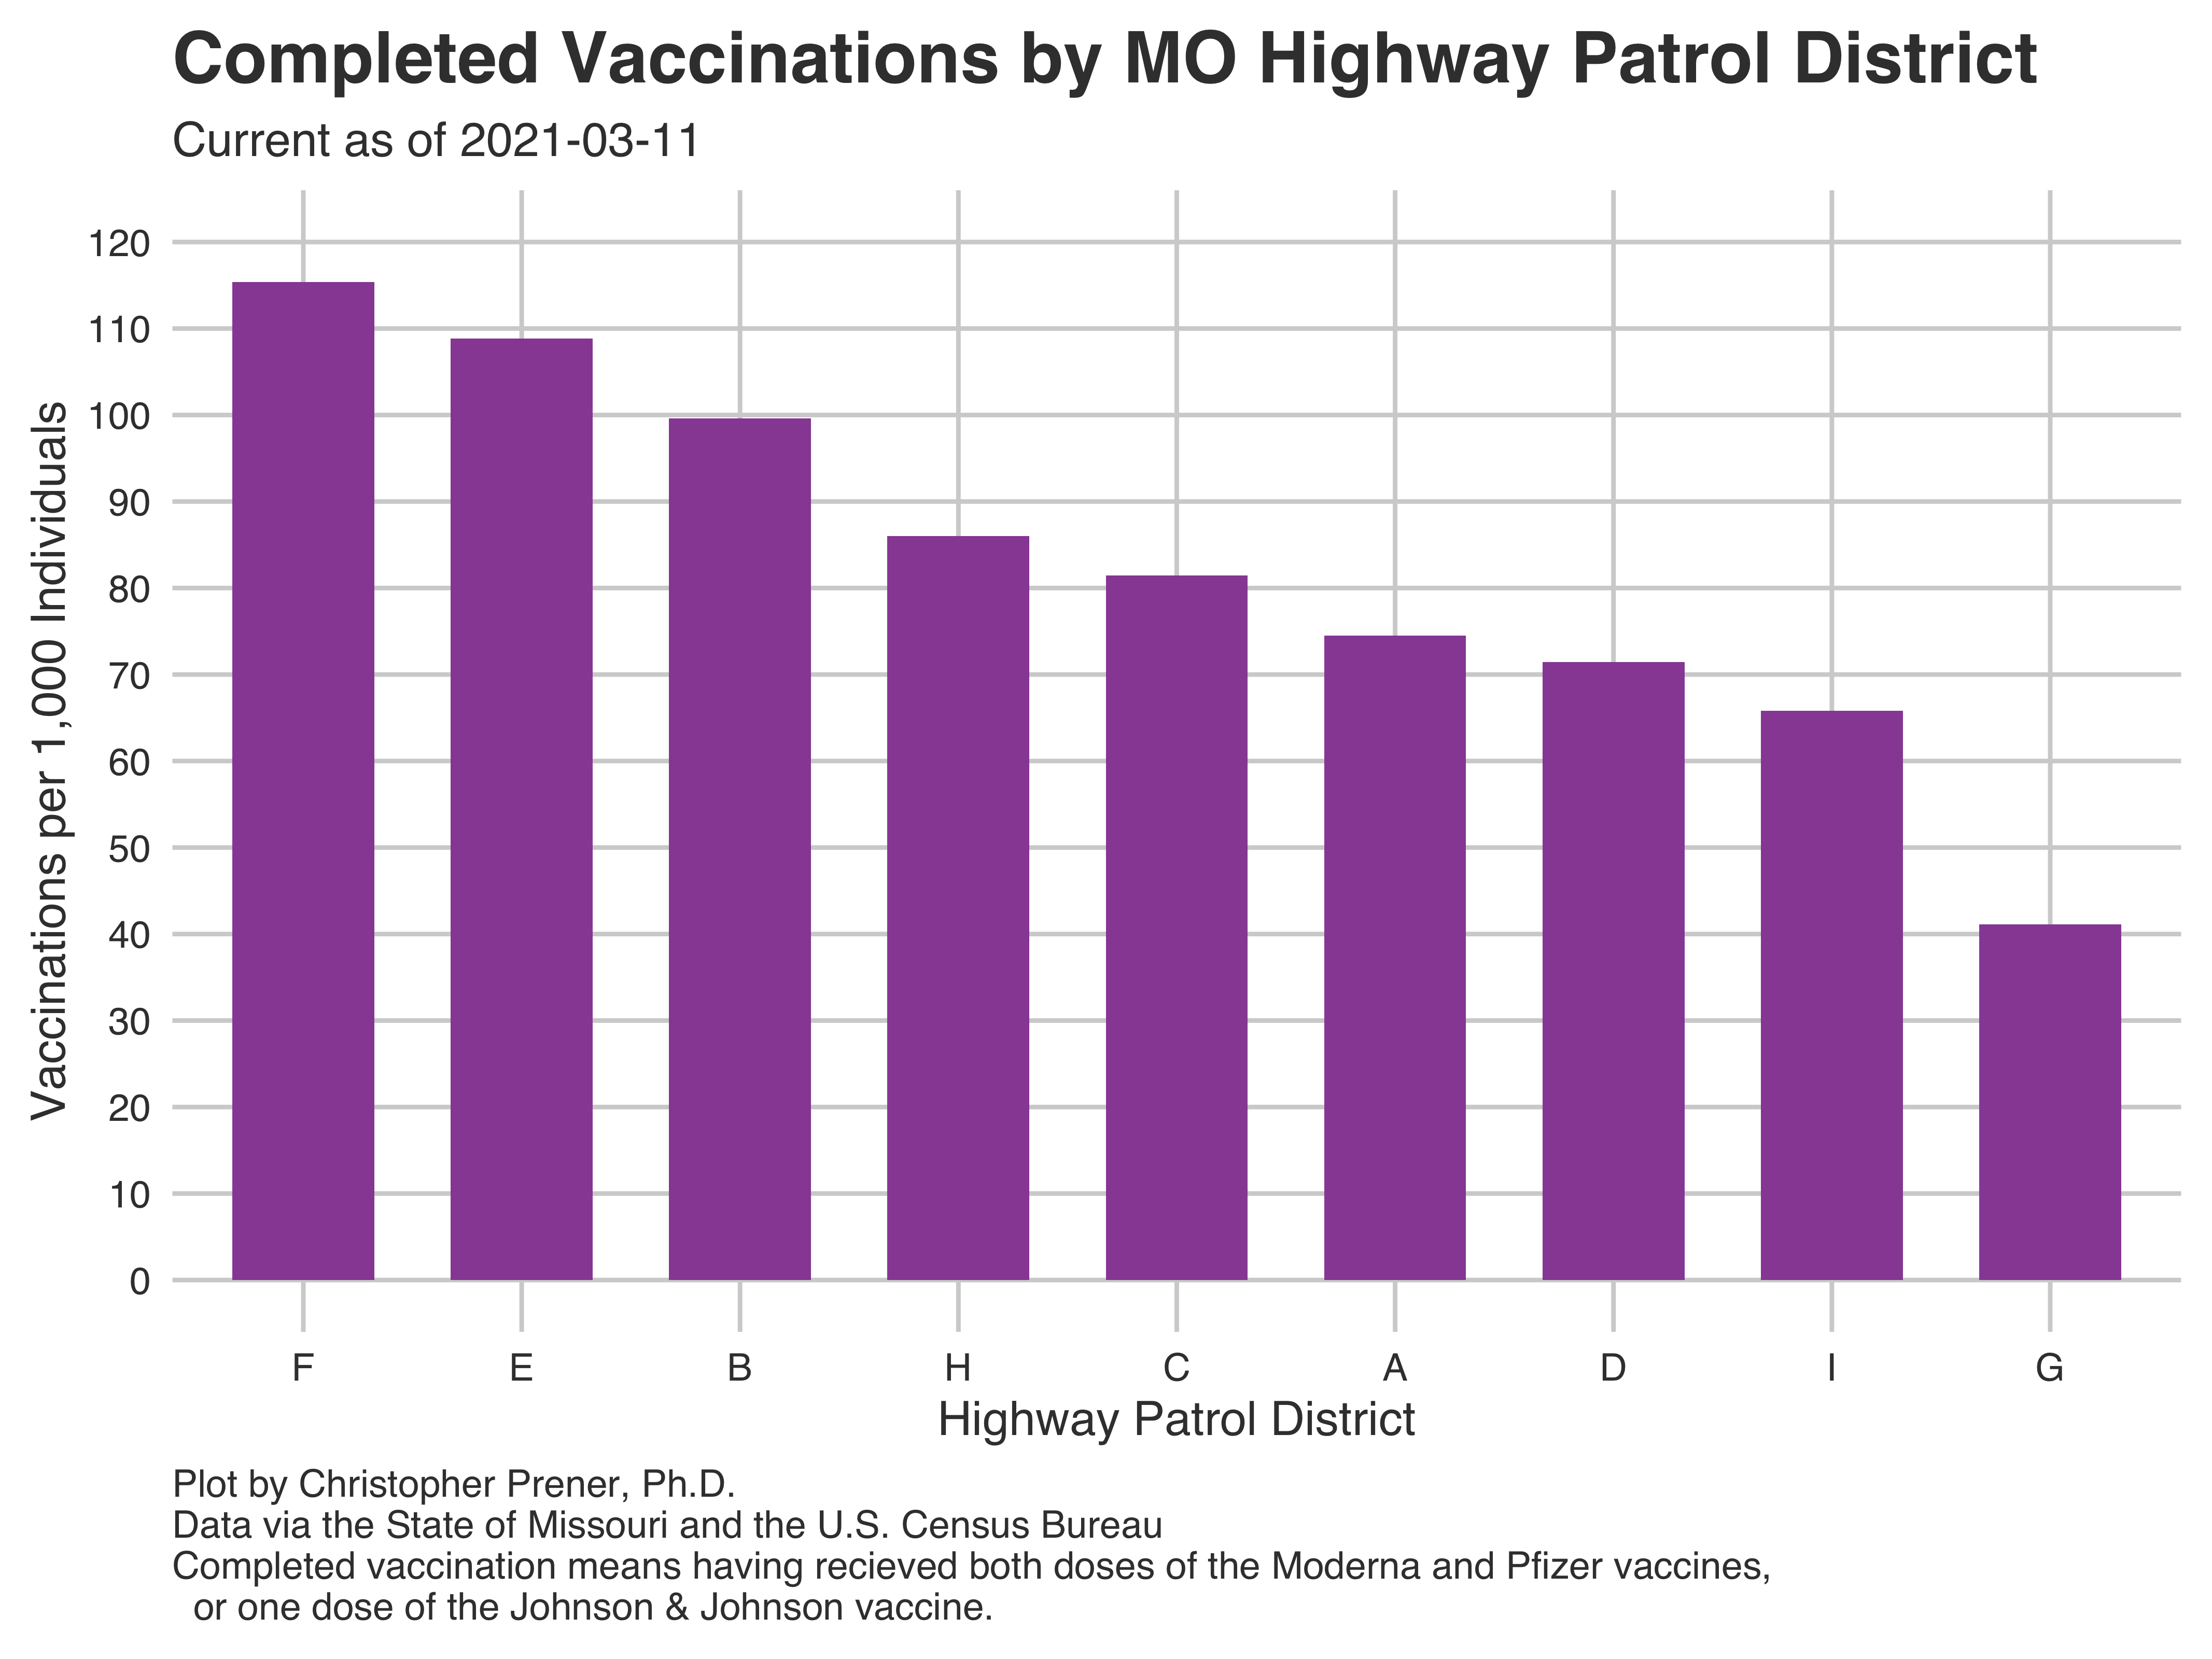 Completed Vaccinations by MO Highway Patrol District
Current as of 2021-03-11
Vaccinations per 1,000 Individuals
120
110
100
90
80
70
60
50
40
30
20
10
0
F E B H C A D I G
Highway Patrol District
Plot by Christopher Prener, Ph.D.
Data via the State of Missouri and the U.S. Census Bureau
Completed vaccination means having recieved both doses of the Moderna and Pfizer vaccines,
or one dose of the Johnson & Johnson vaccine.